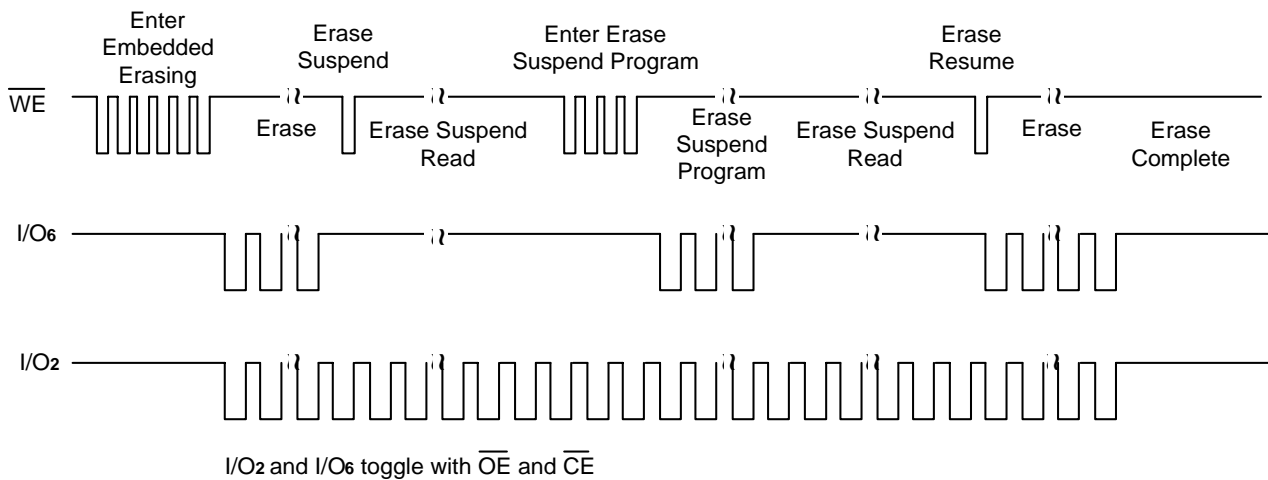 Enter
Embedded
Erasing
Erase
Suspend
Enter Erase
Suspend Program
Erase
Resume
WE
Erase
Erase Suspend
Read
Erase
Suspend
Program
Erase Suspend
Read
Erase
Erase
Complete
I/O6
I/O2
I/O2 and I/O6 toggle with OE and CE